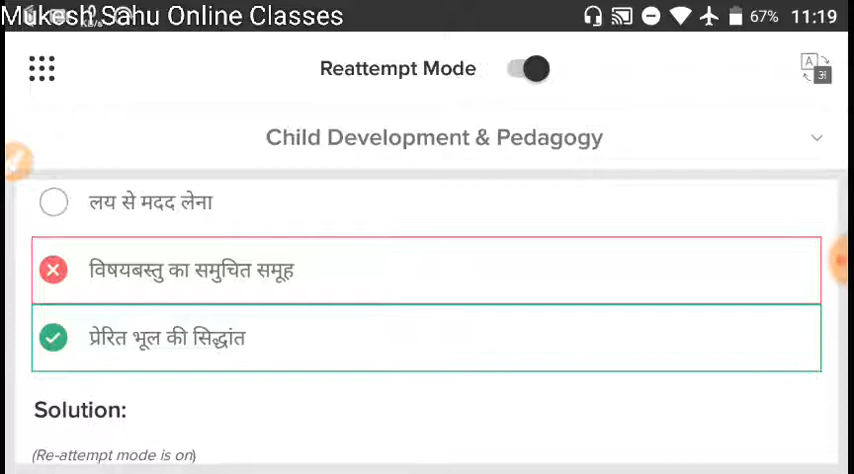 Mukesh Sahu Online Classes
67% 11:19
Reattempt Mode
Child Development & Pedagogy
लय से मदद लेना
विषयबस्तु का समुचित समूह
प्रेरित भूल की सिद्धांत
Solution:
(Re-attempt mode is on)